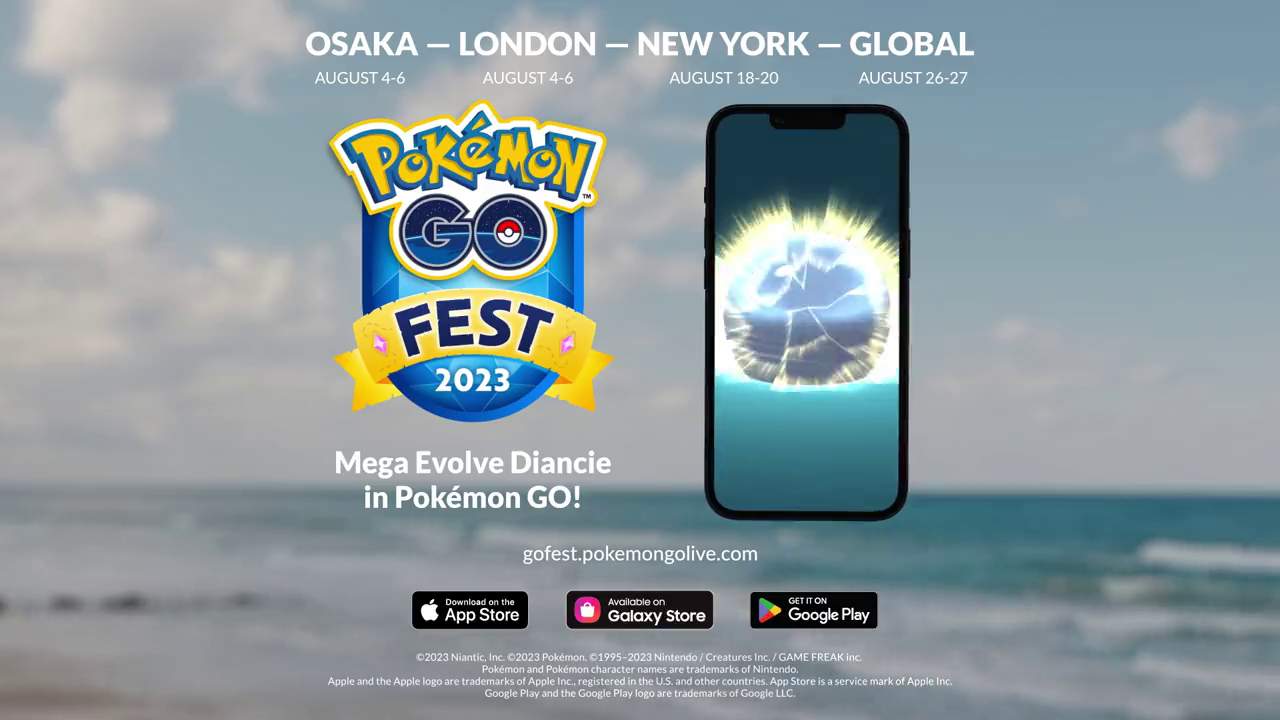 OSAKA — LONDON — NEW YORK — GLOBAL
AUGUST 4-6 AUGUST 4-6 AUGUST 18-20 AUGUST 26-27
POKéMON™
GO
FEST
2023
Mega Evolve Diancie
in Pokémon GO!
gofest.pokemongolive.com
Download on the
App Store
Available on
Galaxy Store
GET IT ON
Google Play
©2023 Niantic, Inc. ©2023 Pokémon. ©1995–2023 Nintendo / Creatures Inc. / GAME FREAK inc.
Pokémon and Pokémon character names are trademarks of Nintendo.
Apple and the Apple logo are trademarks of Apple Inc., registered in the U.S. and other countries. App Store is a service mark of Apple Inc.
Google Play and the Google Play logo are trademarks of Google LLC.